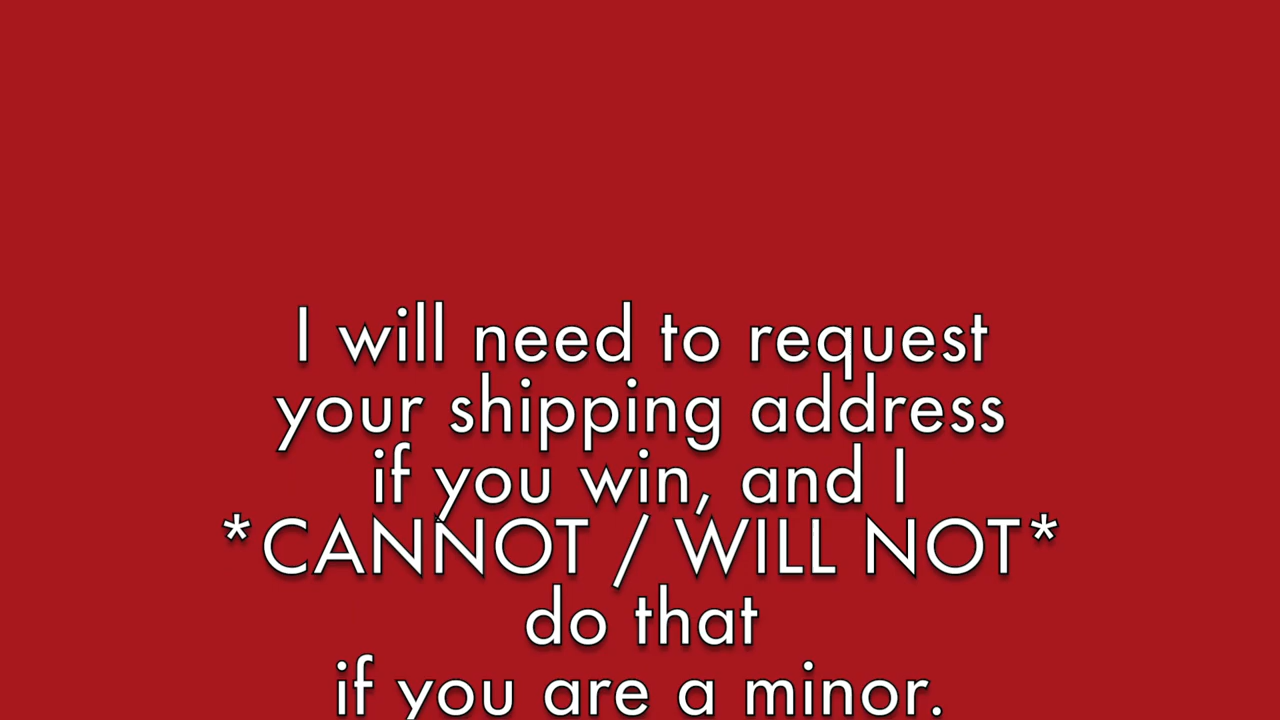 I will need to request
your shipping address
if you win, and I
*CANNOT / WILL NOT*
do that
if you are a minor.